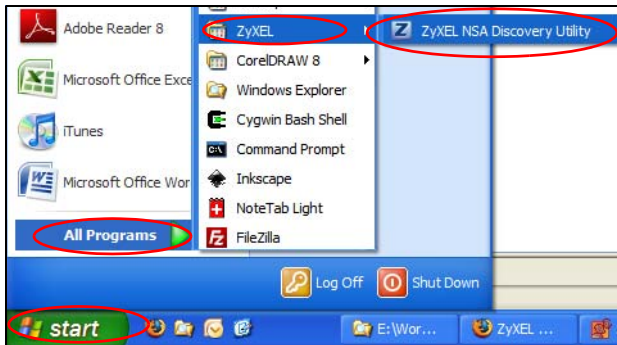 Adobe Reader 8
Microsoft Office Exce
iTunes
Microsoft Office Wor
All Programs
ZyXEL
CorelDRAW 8
Windows Explorer
Cygwin Bash Shell
Command Prompt
Inkscape
NoteTab Light
FileZilla
ZyXEL NSA Discovery Utility
Log Off
Shut Down
start
E:\Wor...
ZyXEL ...